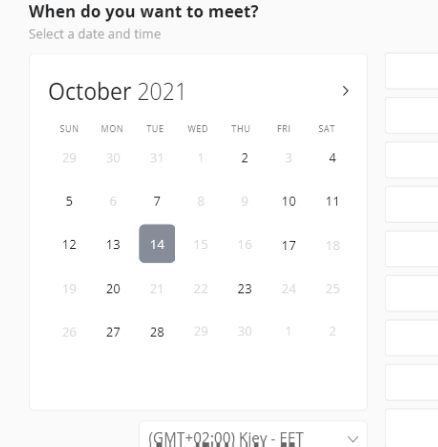 When do you want to meet?
Select a date and time
October 2021
SUN MON TUE WED THU FRI SAT
29 30 31 1 2 3 4
5 6 7 8 9 10 11
12 13 14 15 16 17 18
19 20 21 22 23 24 25
26 27 28 29 30 1 2
(GMT+02:00) Kiev - EET